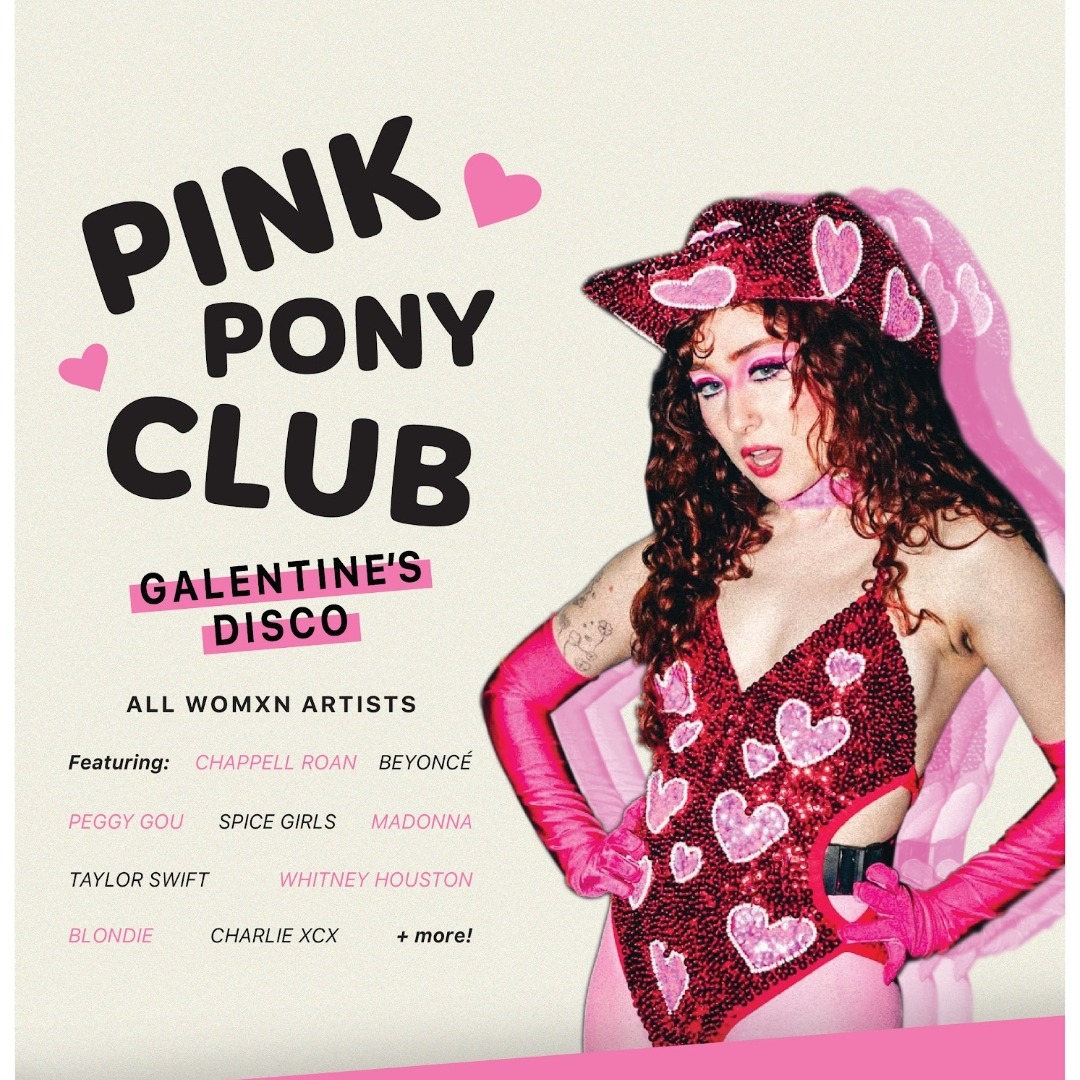 PINK
PONY
CLUB
GALENTINE'S
DISCO
ALL WOMXN ARTISTS
Featuring: CHAPPELL ROAN BEYONCÉ
PEGGY GOU SPICE GIRLS MADONNA
TAYLOR SWIFT WHITNEY HOUSTON
BLONDIE CHARLIE XCX + more!